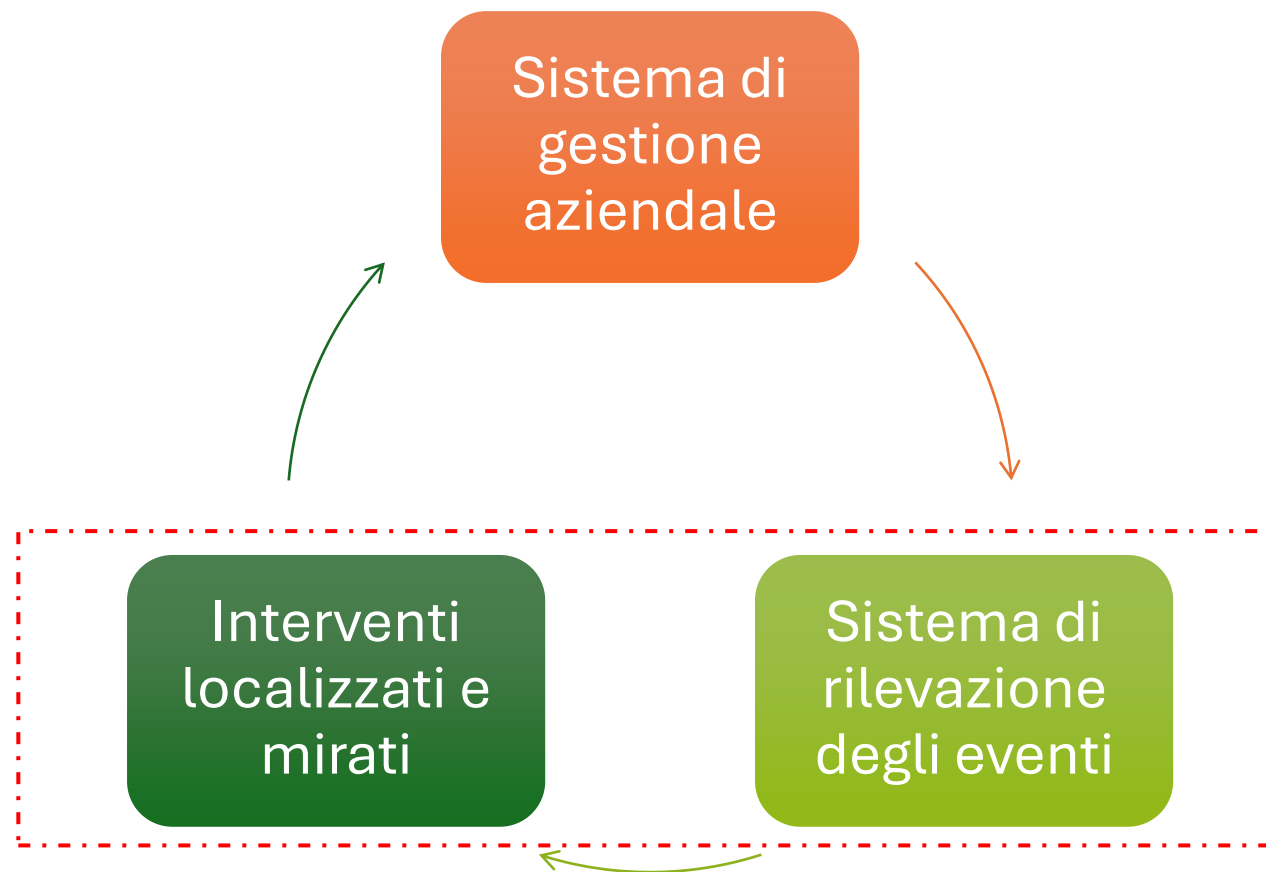 Sistema di
gestione
aziendale
Interventi
localizzati e
mirati
Sistema di
rilevazione
degli eventi